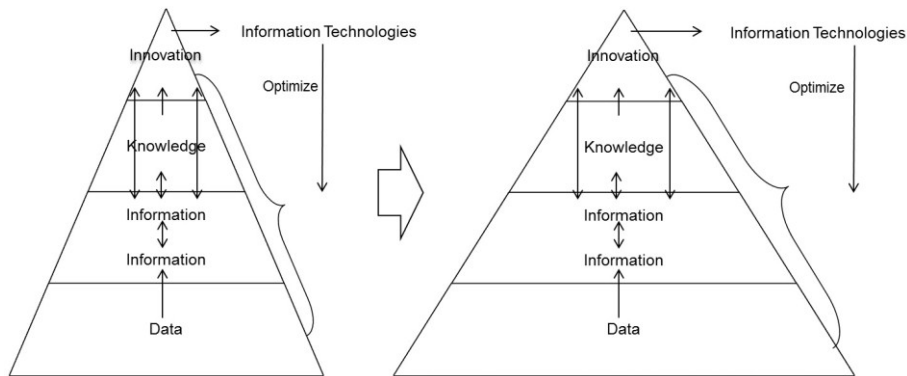 Information Technologies
Innovation
Optimize
Knowledge
Information
Information
Data
Information Technologies
Innovation
Optimize
Knowledge
Information
Information
Data